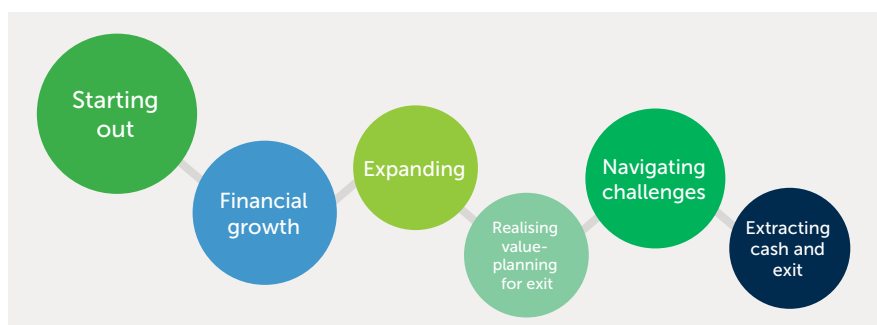 Starting
out
Financial
growth
Expanding
Realising
value-
planning
for exit
Navigating
challenges
Extracting
cash and
exit